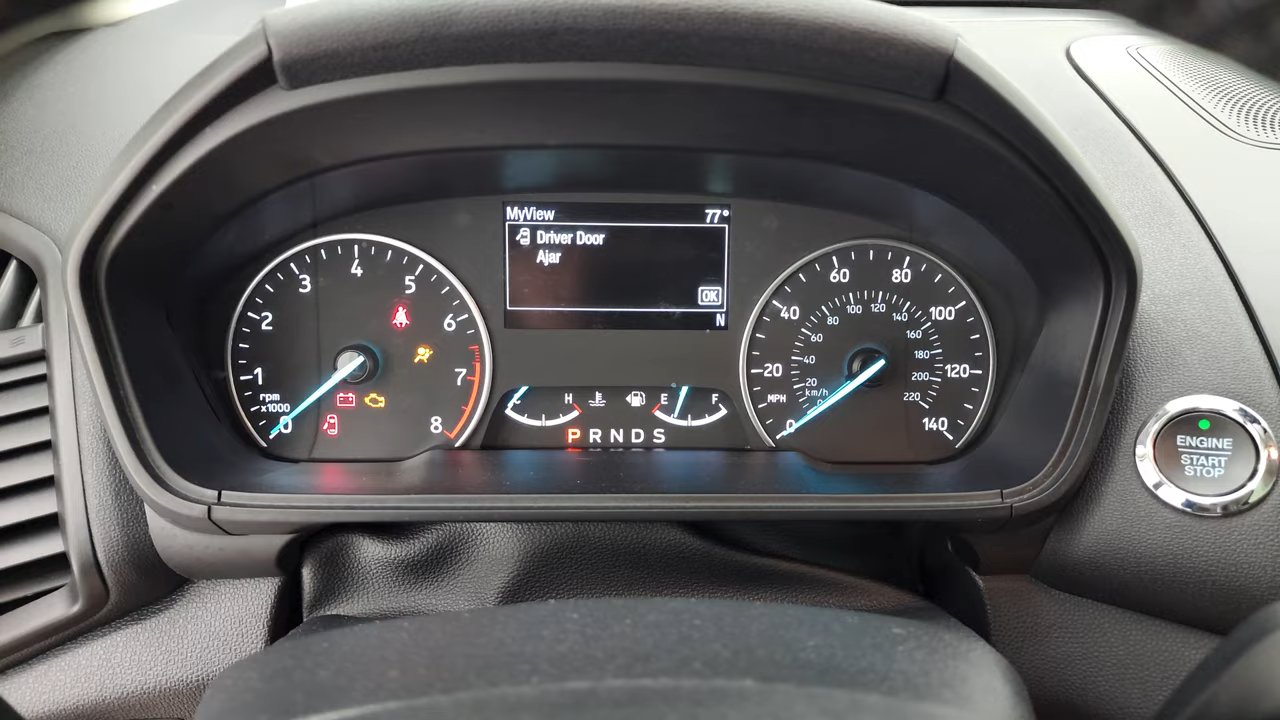 MyView 77°
Driver Door
Ajar
OK
N
0 1 2 3 4 5 6 7 8
rpm
x1000
C H E F
P R N D S
0 20 40 60 80 100 120 140
MPH
20 40 60 80 100 120 140 160 180 200 220
km/h
0
ENGINE
START
STOP